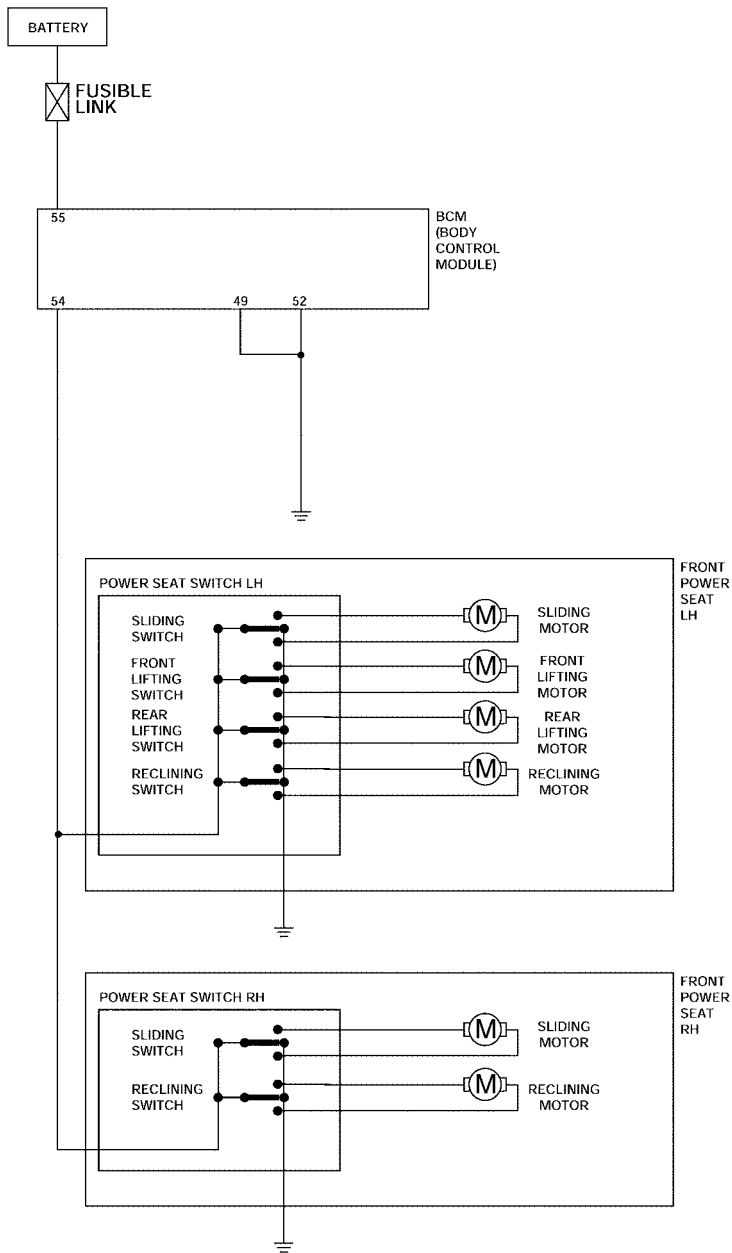 BATTERY
FUSIBLE
LINK
55
BCM
(BODY
CONTROL
MODULE)
54
49
52
FRONT
POWER
SEAT
LH
POWER SEAT SWITCH LH
SLIDING
SWITCH
M
SLIDING
MOTOR
FRONT
LIFTING
SWITCH
M
FRONT
LIFTING
MOTOR
REAR
LIFTING
SWITCH
M
REAR
LIFTING
MOTOR
RECLINING
SWITCH
M
RECLINING
MOTOR
FRONT
POWER
SEAT
RH
POWER SEAT SWITCH RH
SLIDING
SWITCH
M
SLIDING
MOTOR
RECLINING
SWITCH
M
RECLINING
MOTOR